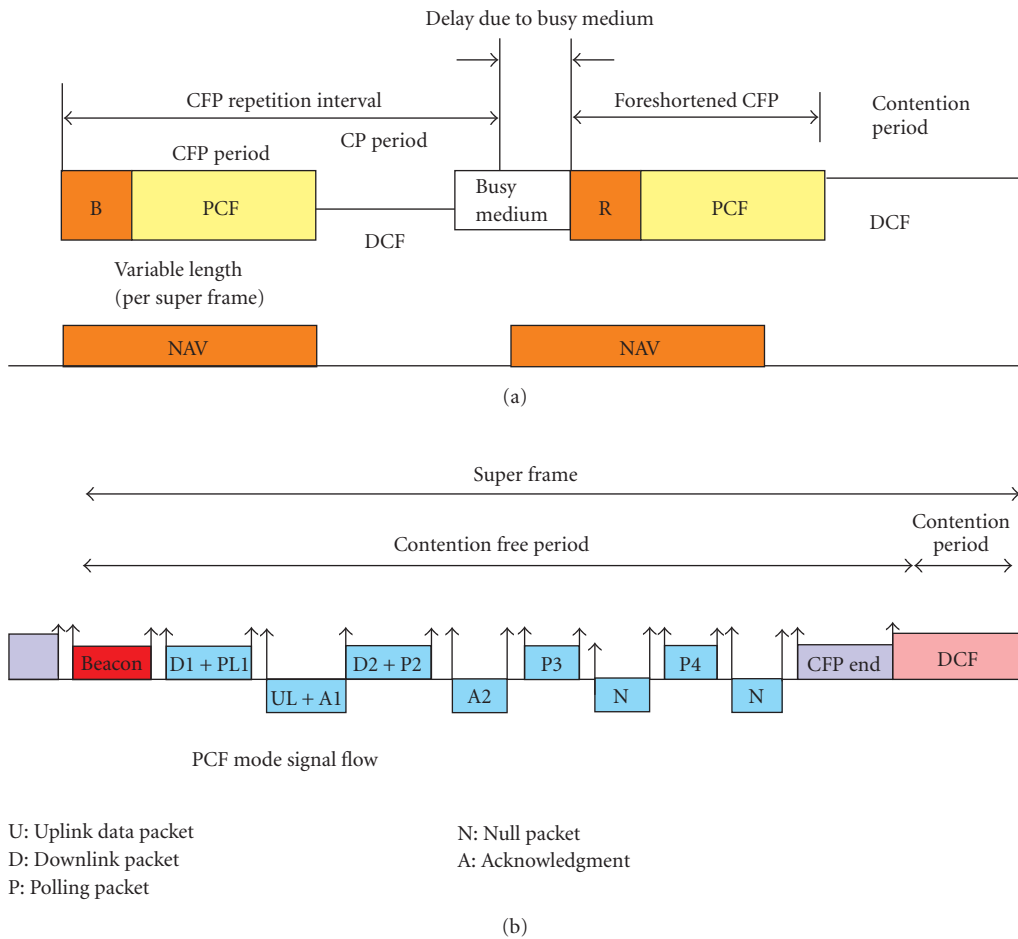 Delay due to busy medium
CFP repetition interval
Foreshortened CFP
Contention
period
CP period
CFP period
B
PCF
Busy
medium
R
PCF
DCF
DCF
Variable length
(per super frame)
NAV
NAV
(a)
Super frame
Contention free period
Contention
period
Beacon
D1 + PL1
D2 + P2
P3
P4
CFP end
DCF
UL + A1
A2
N
N
PCF mode signal flow
U: Uplink data packet
D: Downlink packet
P: Polling packet
N: Null packet
A: Acknowledgment
(b)